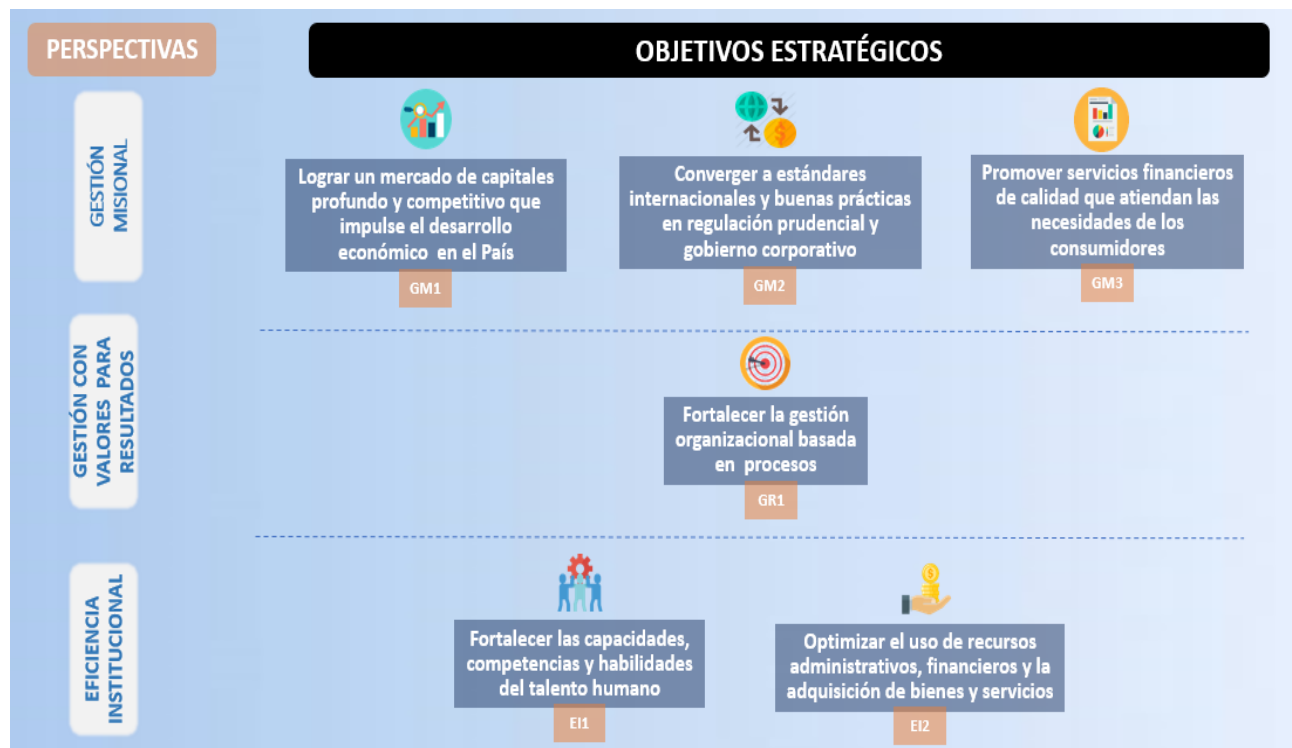 PERSPECTIVAS
OBJETIVOS ESTRATÉGICOS
GESTIÓN
MISIONAL
Lograr un mercado de capitales
profundo y competitivo que
impulse el desarrollo
económico en el País
GM1
Converger a estándares
internacionales y buenas prácticas
en regulación prudencial y
gobierno corporativo
GM2
Promover servicios financieros
de calidad que atiendan las
necesidades de los
consumidores
GM3
GESTIÓN CON
VALORES PARA
RESULTADOS
Fortalecer la gestión
organizacional basada
en procesos
GR1
EFICIENCIA
INSTITUCIONAL
Fortalecer las capacidades,
competencias y habilidades
del talento humano
EI1
Optimizar el uso de recursos
administrativos, financieros y la
adquisición de bienes y servicios
EI2